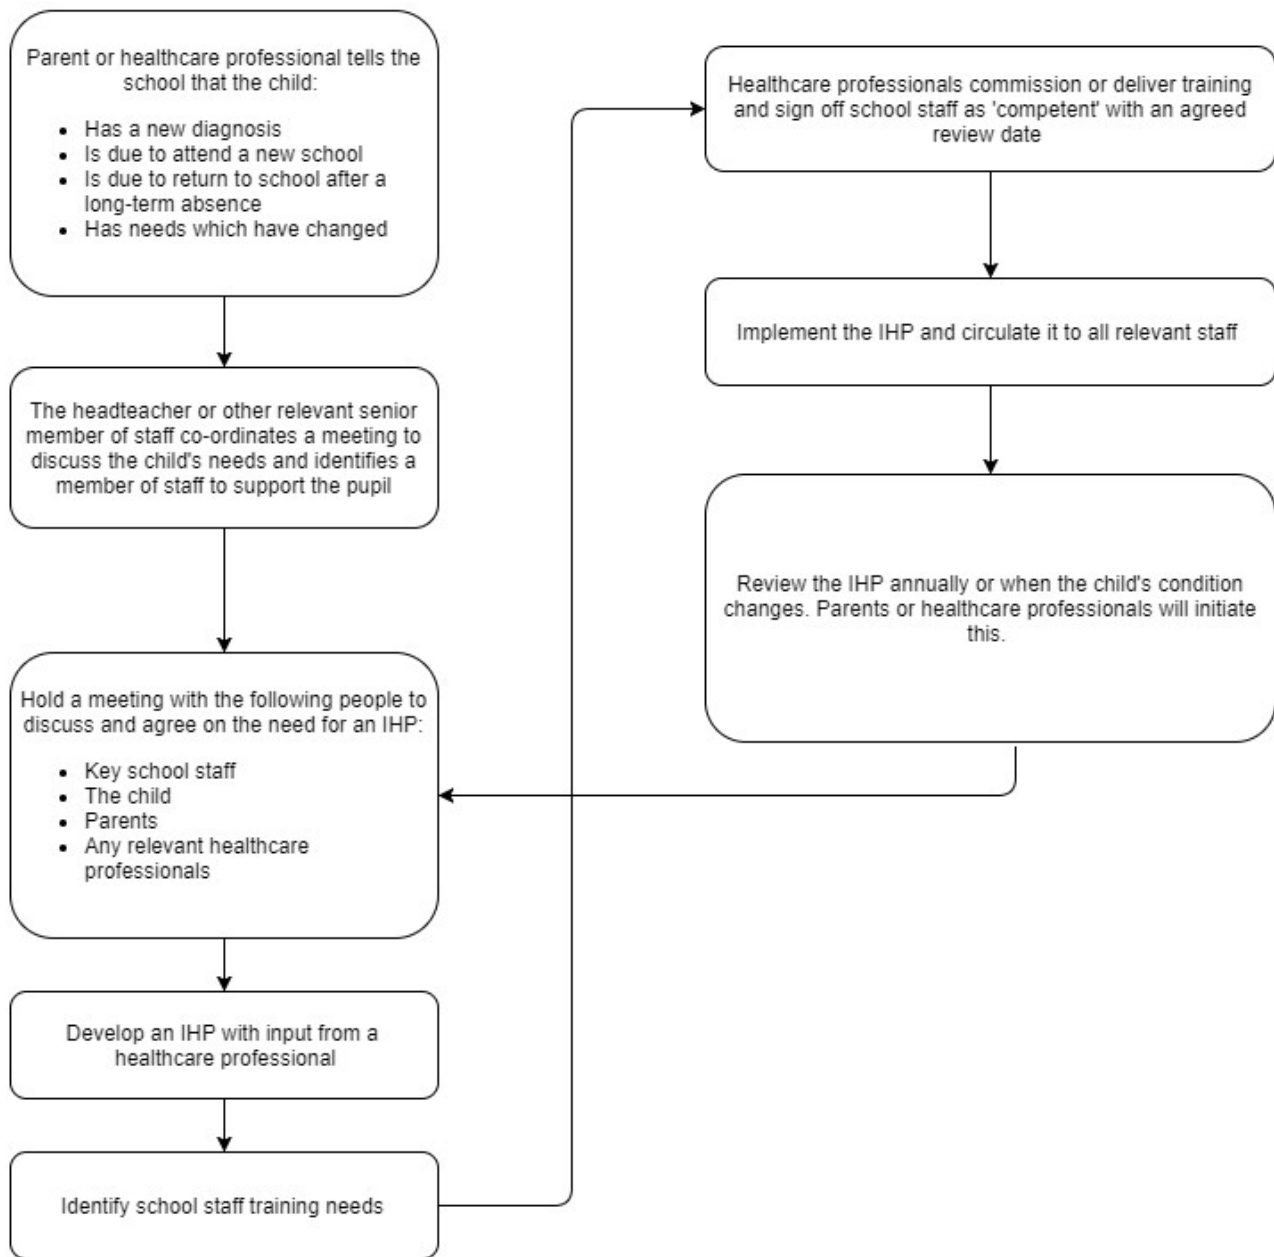 Parent or healthcare professional tells the
school that the child:
• Has a new diagnosis
• Is due to attend a new school
• Is due to return to school after a
long-term absence
• Has needs which have changed
The headteacher or other relevant senior
member of staff co-ordinates a meeting to
discuss the child's needs and identifies a
member of staff to support the pupil
Hold a meeting with the following people to
discuss and agree on the need for an IHP:
• Key school staff
• The child
• Parents
• Any relevant healthcare
professionals
Develop an IHP with input from a
healthcare professional
Identify school staff training needs
Healthcare professionals commission or deliver training
and sign off school staff as 'competent' with an agreed
review date
Implement the IHP and circulate it to all relevant staff
Review the IHP annually or when the child's condition
changes. Parents or healthcare professionals will initiate
this.